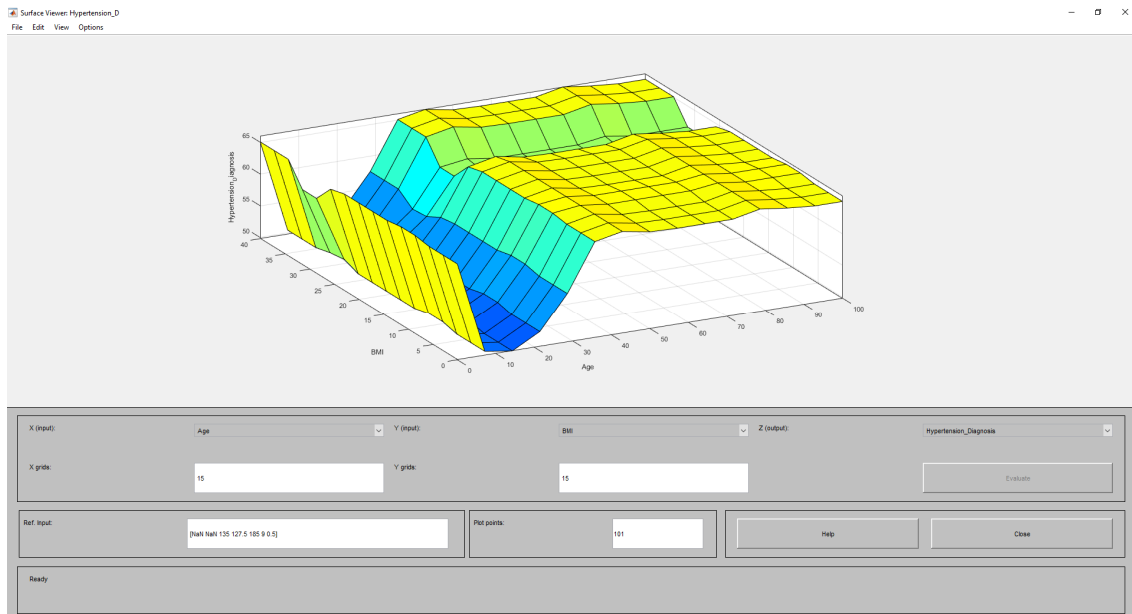 Surface Viewer: Hypertension_D
File Edit View Options
65
60
55
50
Hypertension_Diagnosis
40
35
30
25
20
15
10
5
0
BMI
0
10
20
30
40
50
60
70
80
90
100
Age
X (input): Age Y (input): BMI Z (output): Hypertension_Diagnosis
X grids: 15 Y grids: 15 Evaluate
Ref. Input: [NaN NaN 135 127.5 185 9 0.5] Plot points: 101 Help Close
Ready